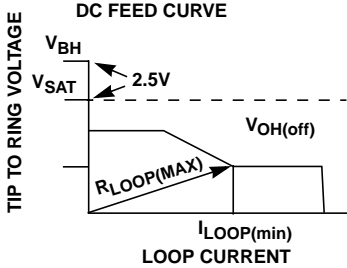 DC FEED CURVE
TIP TO RING VOLTAGE
VBH
VSAT
2.5V
VOH(off)
RLOOP(MAX)
ILOOP(min)
LOOP CURRENT